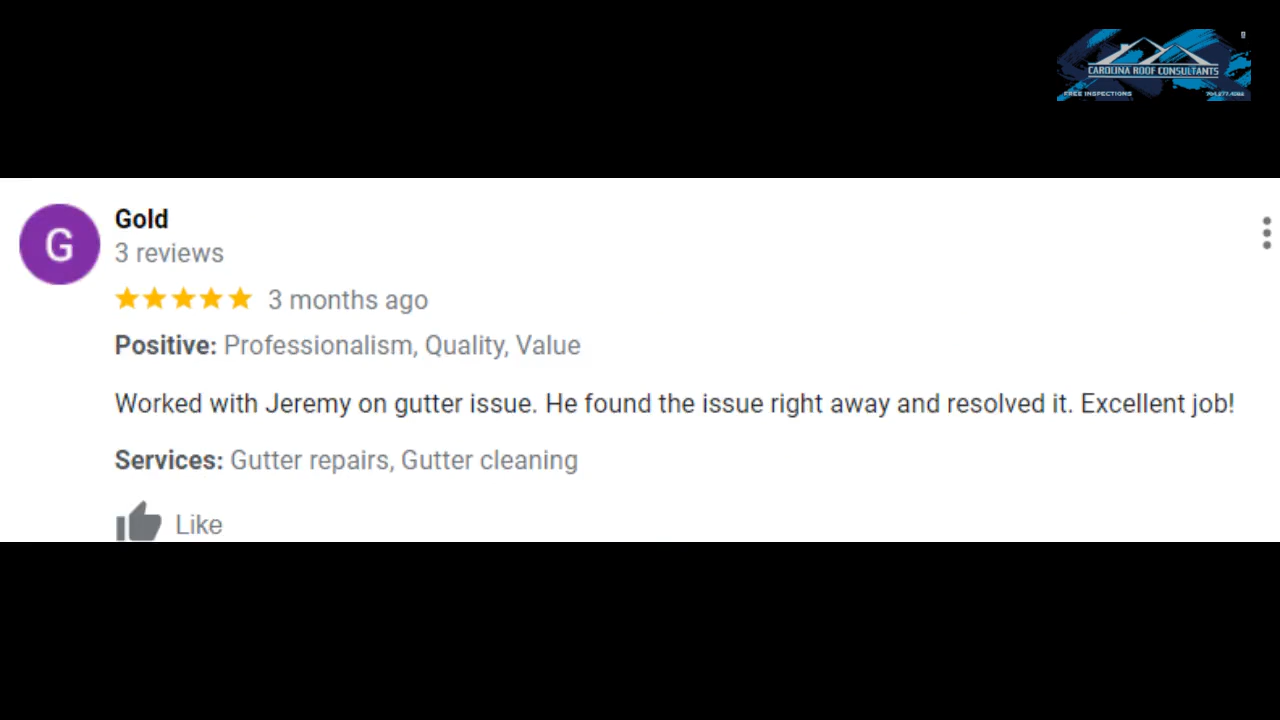 CAROLINA ROOF CONSULTANTS
FREE INSPECTIONS
G
Gold
3 reviews
3 months ago
Positive: Professionalism, Quality, Value
Worked with Jeremy on gutter issue. He found the issue right away and resolved it. Excellent job!
Services: Gutter repairs, Gutter cleaning
Like